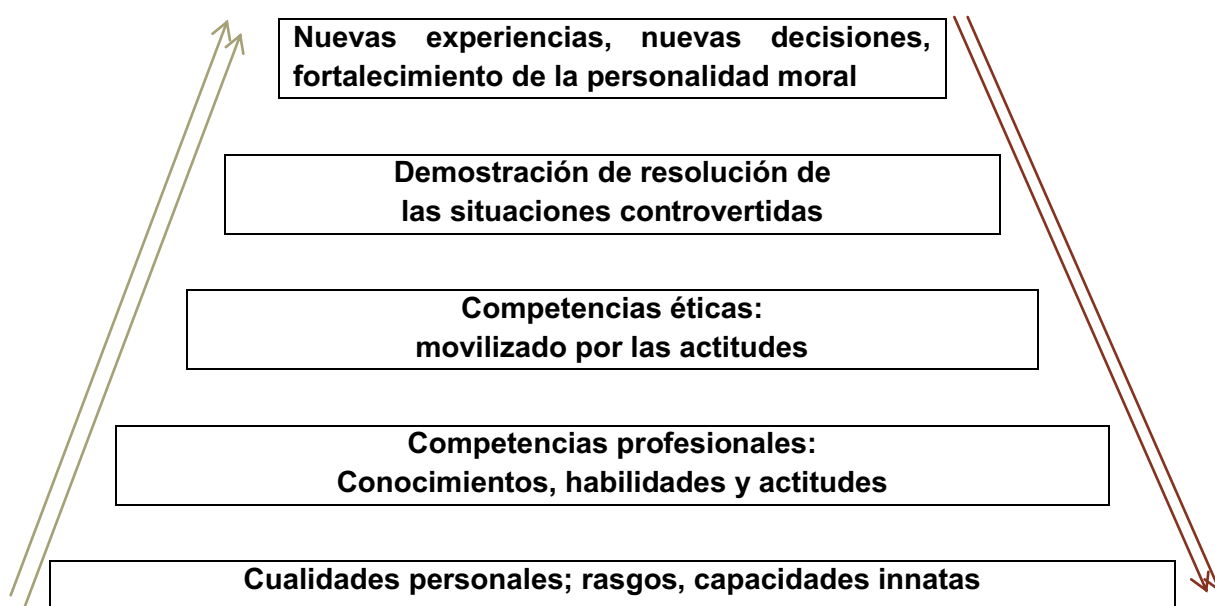 Nuevas experiencias, nuevas decisiones,
fortalecimiento de la personalidad moral
Demostración de resolución de
las situaciones controvertidas
Competencias éticas:
movilizado por las actitudes
Competencias profesionales:
Conocimientos, habilidades y actitudes
Cualidades personales; rasgos, capacidades innatas